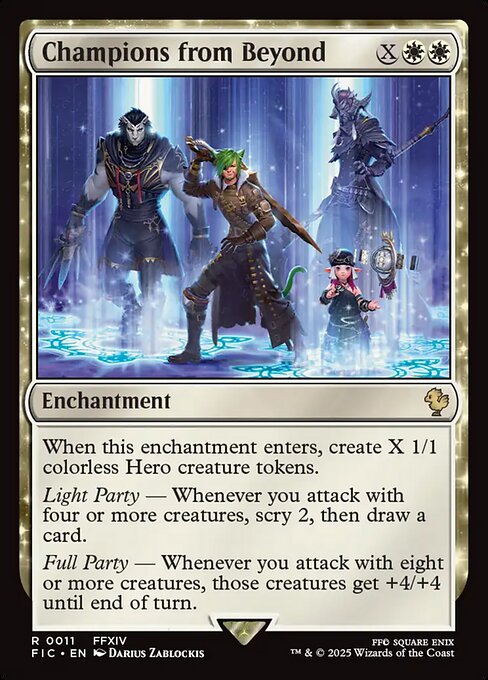 Champions from Beyond X
Enchantment
When this enchantment enters, create X 1/1
colorless Hero creature tokens.
Light Party — Whenever you attack with
four or more creatures, scry 2, then draw a
card.
Full Party — Whenever you attack with eight
or more creatures, those creatures get +4/+4
until end of turn.
R 0011 FFXIV
FIC • EN Darius Zablockis
FF© SQUARE ENIX
™ & © 2025 Wizards of the Coast